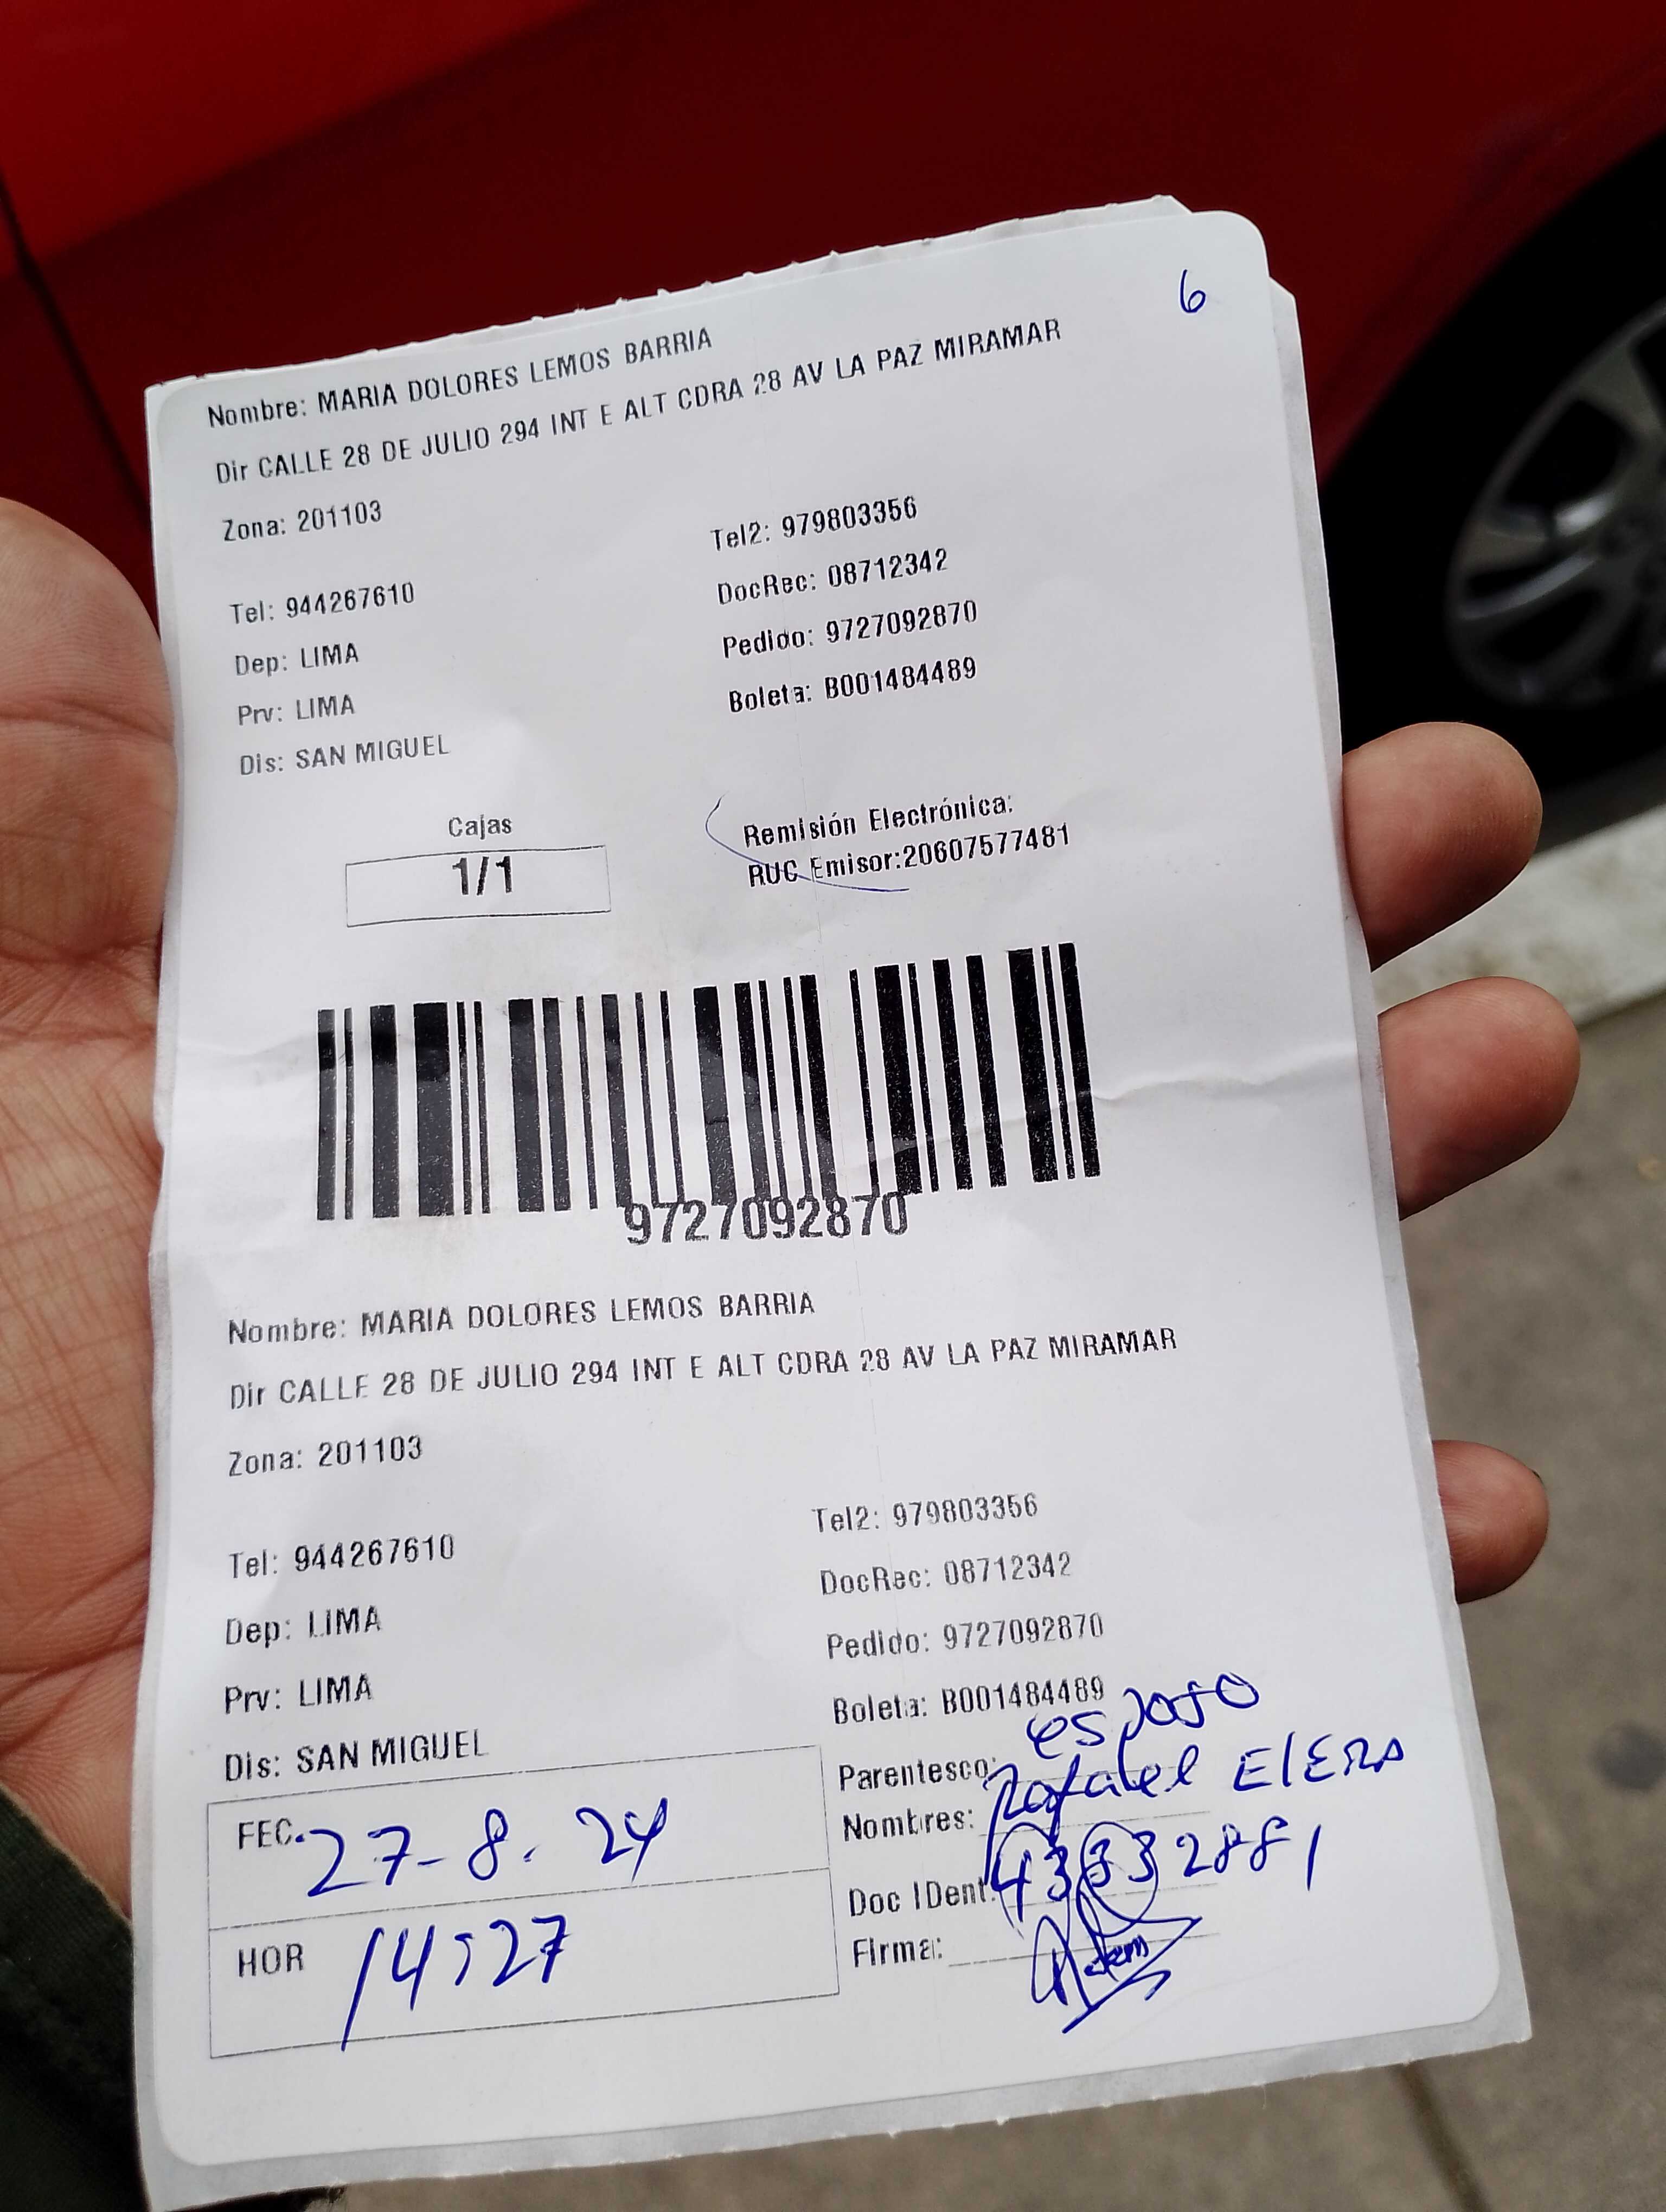 6
Nombre: MARIA DOLORES LEMOS BARRIA
Dir CALLE 28 DE JULIO 294 INT E ALT CDRA 28 AV LA PAZ MIRAMAR
Zona: 201103
Tel: 944267610
Dep: LIMA
Prv: LIMA
Dis: SAN MIGUEL
Tel2: 979803356
DocRec: 08712342
Pedido: 9727092870
Boleta: B001484489
Cajas
1/1
Remisión Electrónica:
RUC Emisor:20607577481
9727092870
Nombre: MARIA DOLORES LEMOS BARRIA
Dir CALLE 28 DE JULIO 294 INT E ALT CDRA 28 AV LA PAZ MIRAMAR
Zona: 201103
Tel: 944267610
Dep: LIMA
Prv: LIMA
Dis: SAN MIGUEL
Tel2: 979803356
DocRec: 08712342
Pedido: 9727092870
Boleta: B001484489
Parentesco: esposo
Nombres: Rafael ElERA
Doc IDent: 43332881
Firma:
FEC. 27-8. 24
HOR 14:27